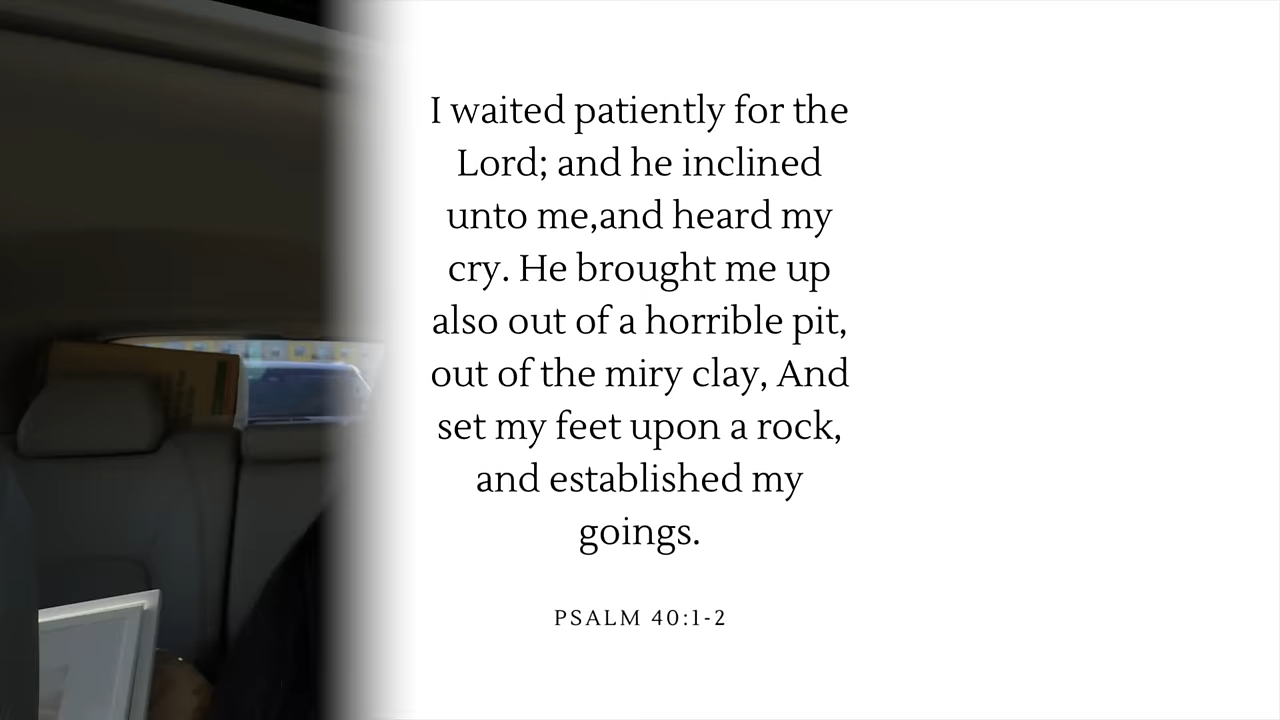 I waited patiently for the
Lord; and he inclined
unto me,and heard my
cry. He brought me up
also out of a horrible pit,
out of the miry clay, And
set my feet upon a rock,
and established my
goings.
PSALM 40:1-2